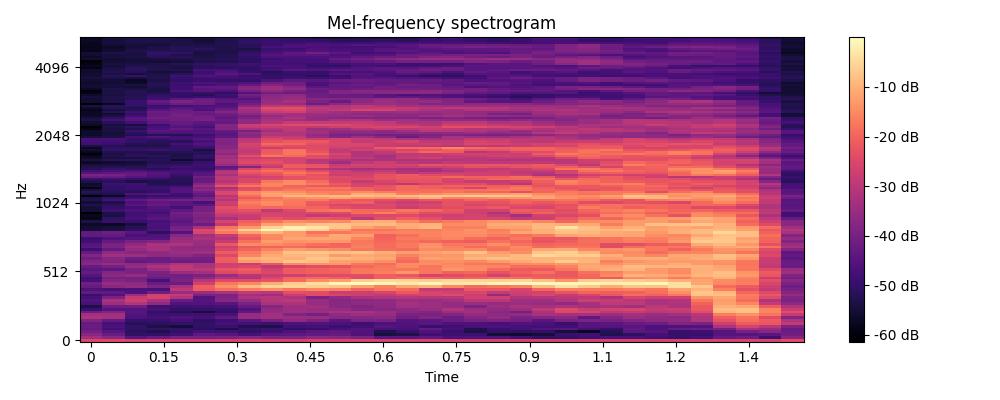 Mel-frequency spectrogram
Hz
4096
2048
1024
512
0
0 0.15 0.3 0.45 0.6 0.75 0.9 1.1 1.2 1.4
Time
-10 dB
-20 dB
-30 dB
-40 dB
-50 dB
-60 dB